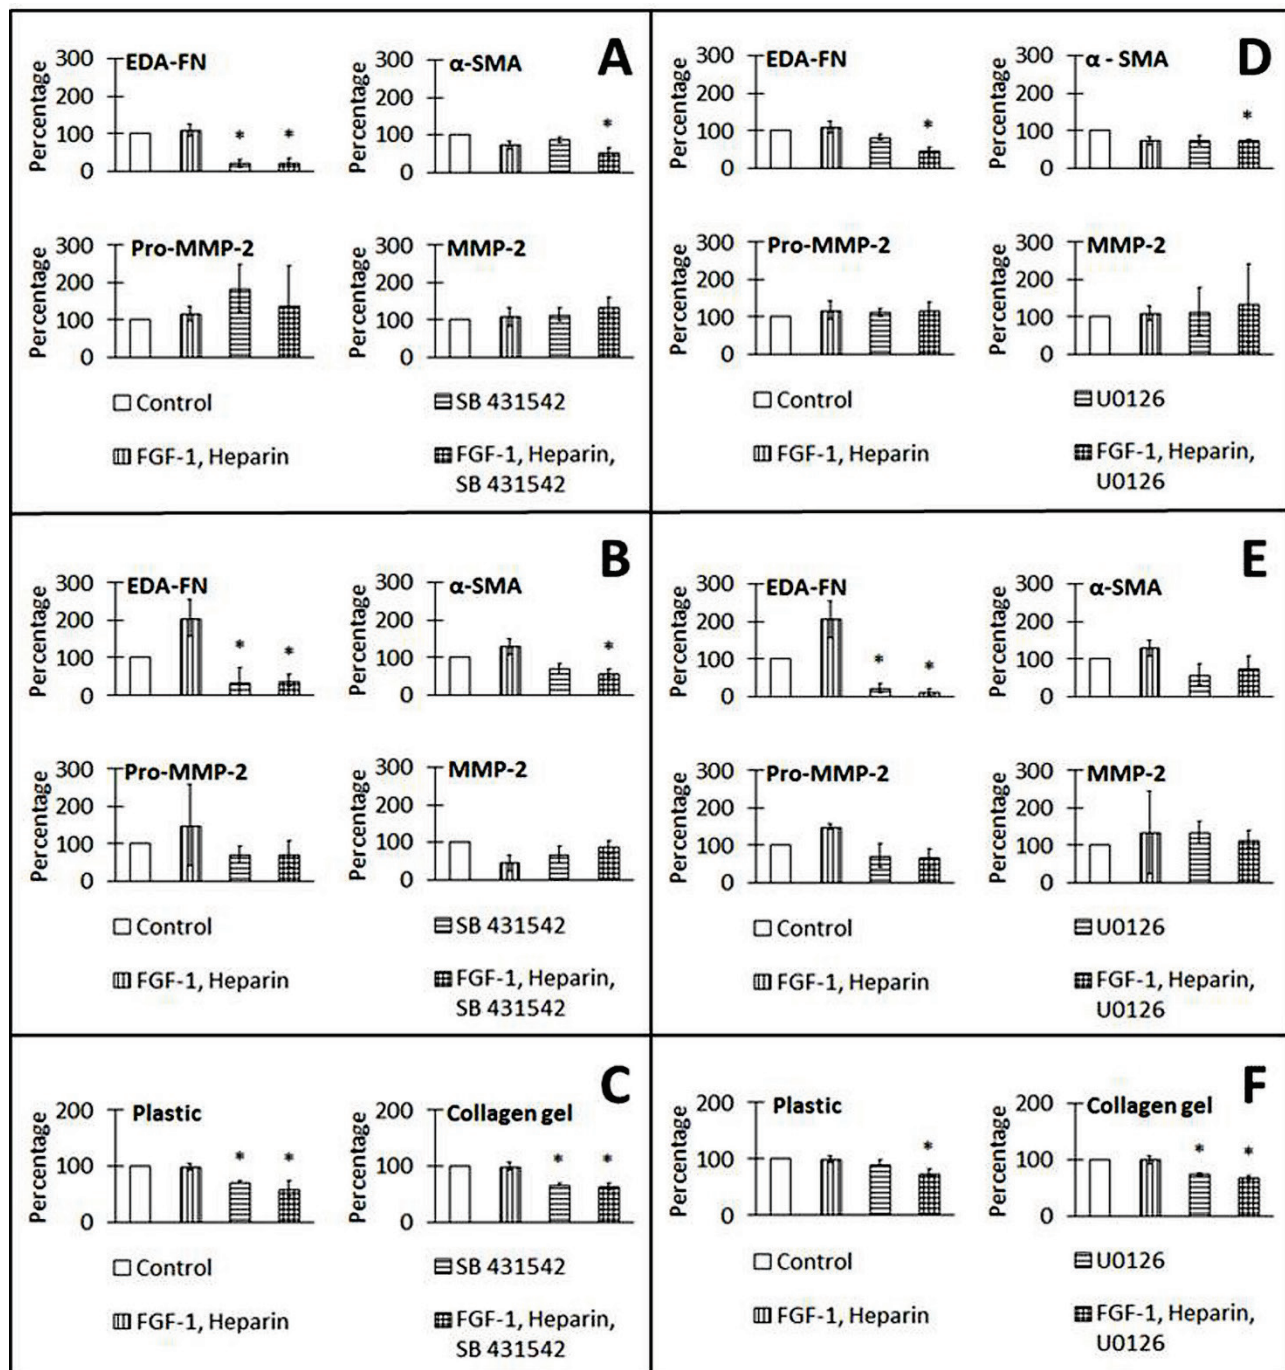 A
EDA-FN
α-SMA
Percentage
300
200
100
0
*
*
300
200
100
0
*
Pro-MMP-2
MMP-2
Percentage
300
200
100
0
300
200
100
0
Control
SB 431542
FGF-1, Heparin
FGF-1, Heparin,
SB 431542
D
EDA-FN
α - SMA
Percentage
300
200
100
0
*
Percentage
300
200
100
0
*
Pro-MMP-2
MMP-2
Percentage
300
200
100
0
Percentage
300
200
100
0
Control
U0126
FGF-1, Heparin
FGF-1, Heparin,
U0126
B
EDA-FN
α-SMA
Percentage
300
200
100
0
*
*
Percentage
300
200
100
0
*
Pro-MMP-2
MMP-2
Percentage
300
200
100
0
Percentage
300
200
100
0
Control
SB 431542
FGF-1, Heparin
FGF-1, Heparin,
SB 431542
E
EDA-FN
α-SMA
Percentage
300
200
100
0
*
*
Percentage
300
200
100
0
Pro-MMP-2
MMP-2
Percentage
300
200
100
0
Percentage
300
200
100
0
Control
U0126
FGF-1, Heparin
FGF-1, Heparin,
U0126
C
Plastic
Collagen gel
Percentage
200
100
0
*
*
Percentage
200
100
0
*
*
Control
SB 431542
FGF-1, Heparin
FGF-1, Heparin,
SB 431542
F
Plastic
Collagen gel
Percentage
200
100
0
*
Percentage
200
100
0
*
*
Control
U0126
FGF-1, Heparin
FGF-1, Heparin,
U0126